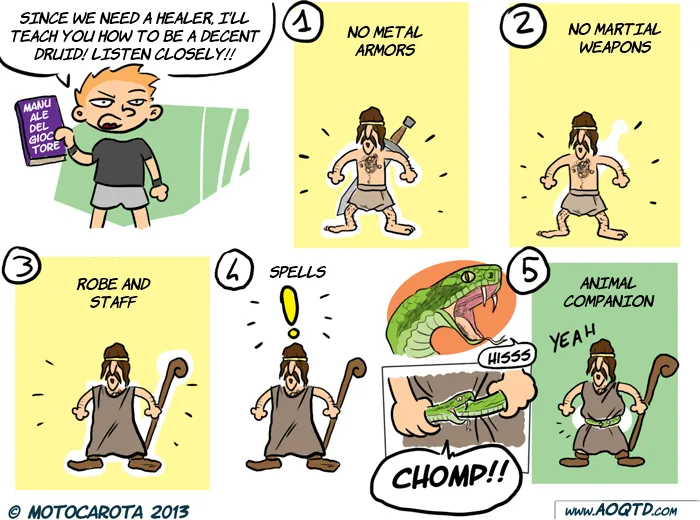 SINCE WE NEED A HEALER, I'LL
TEACH YOU HOW TO BE A DECENT
DRUID! LISTEN CLOSELY!!
MANU
ALE
DEL
GIOC
TORE
1
NO METAL
ARMORS
2
NO MARTIAL
WEAPONS
3
ROBE AND
STAFF
4
SPELLS
!
HISSS
CHOMP!!
5
ANIMAL
COMPANION
YEAH
© MOTOCAROTA 2013
WWW.AOQTD.COM